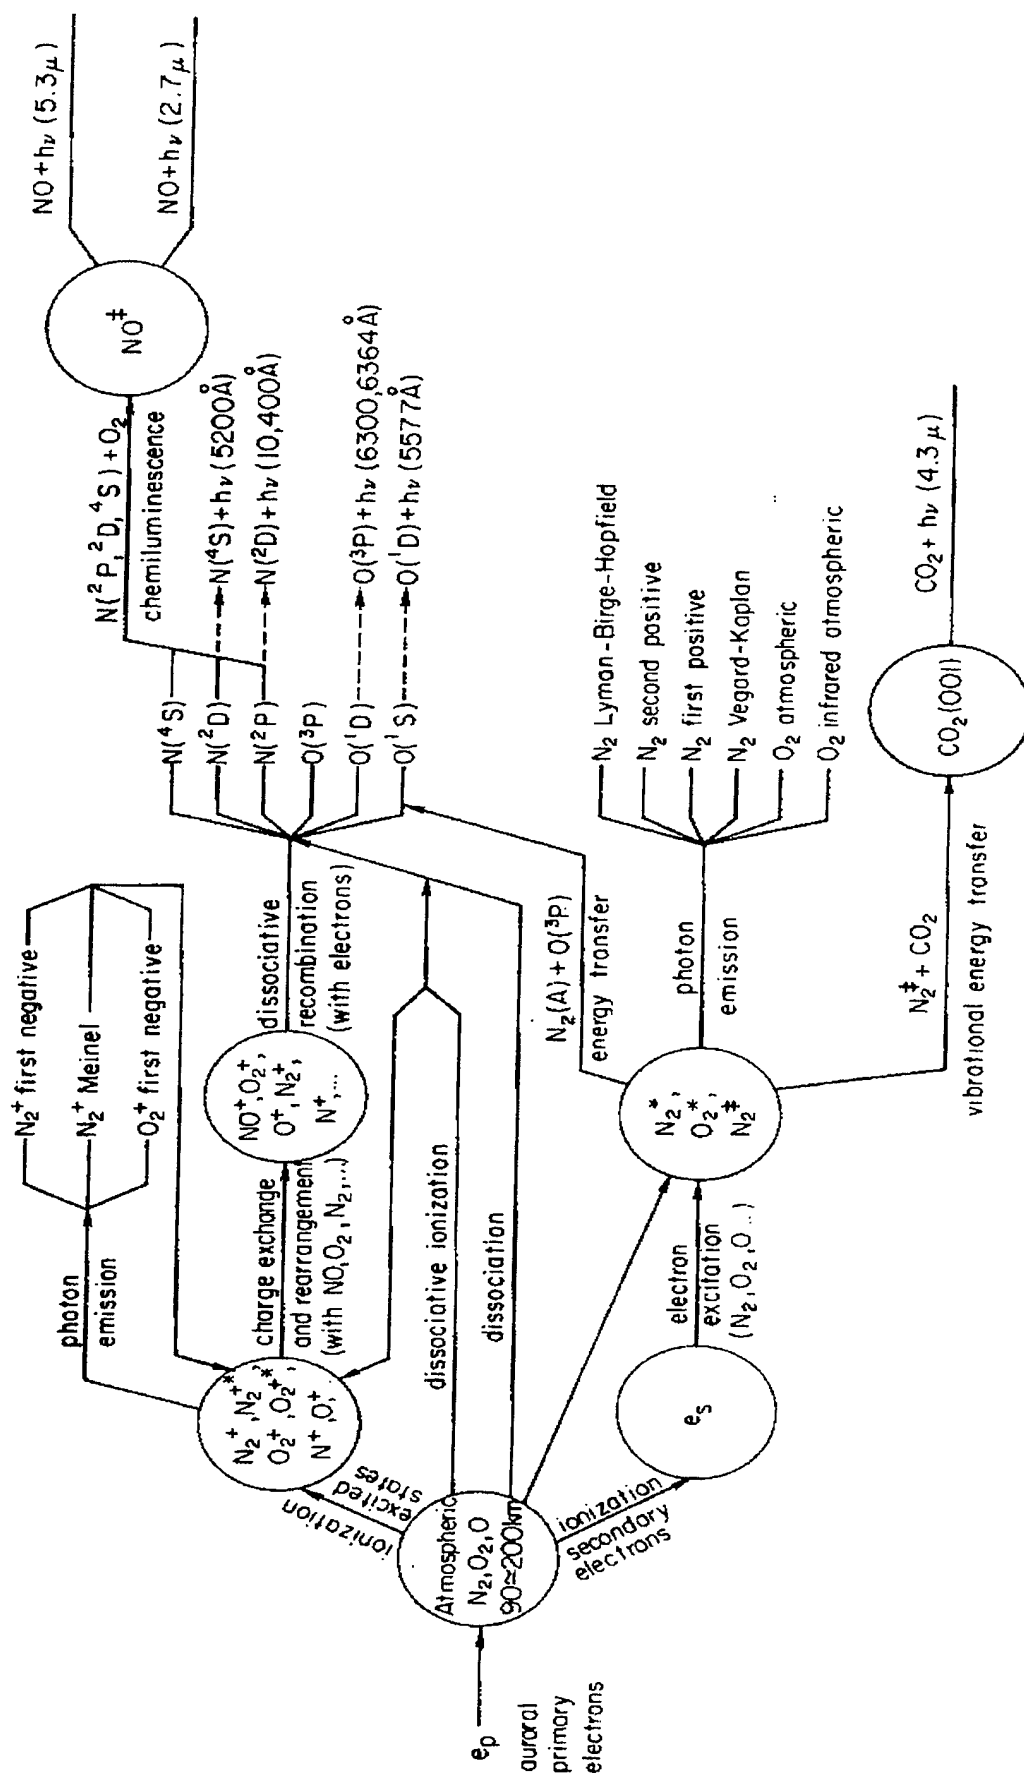 e_p
auroral
primary
electrons
Atmospheric
N₂,O₂,O
90≃200km
ionization
excited
states
ionization
secondary
electrons
dissociative ionization
dissociation
N₂⁺,N₂⁺*,
O₂⁺,O₂⁺*,
N⁺,O⁺
photon
emission
N₂⁺ first negative
N₂⁺ Meinel
O₂⁺ first negative
charge exchange
and rearrangement
(with NO,O₂,N₂,...)
NO⁺,O₂⁺,
O⁺,N₂⁺,
N⁺,...
dissociative
recombination
(with electrons)
N(⁴S)
N(²D) N(⁴S)+hν(5200Å)
N(²P) N(²D)+hν(10,400Å)
O(³P)
O(¹D) O(³P)+hν(6300,6364Å)
O(¹S) O(¹D)+hν(5577Å)
N(²P,²D,⁴S)+O₂
chemiluminescence
NO‡
NO+hν(5.3μ)
NO+hν(2.7μ)
e_s
electron
excitation
(N₂,O₂,O...)
N₂*,
O₂*,
N₂‡
N₂(A)+O(³P)
energy transfer
photon
emission
N₂ Lyman-Birge-Hopfield
N₂ second positive
N₂ first positive
N₂ Vegard-Kaplan
O₂ atmospheric
O₂ infrared atmospheric
N₂‡+CO₂
vibrational energy transfer
CO₂(001)
CO₂+hν(4.3μ)